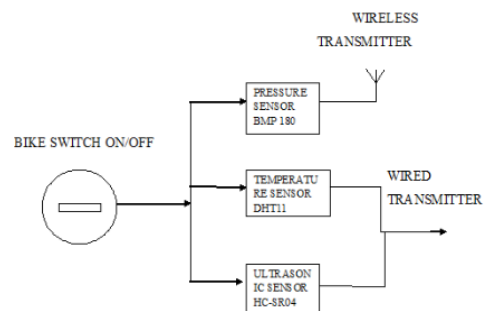 WIRELESS
TRANSMITTER
PRESSURE
SENSOR
BMP 180
BIKE SWITCH ON/OFF
TEMPERATU
RE SENSOR
DHT11
WIRED
TRANSMITTER
ULTRASON
IC SENSOR
HC-SR04